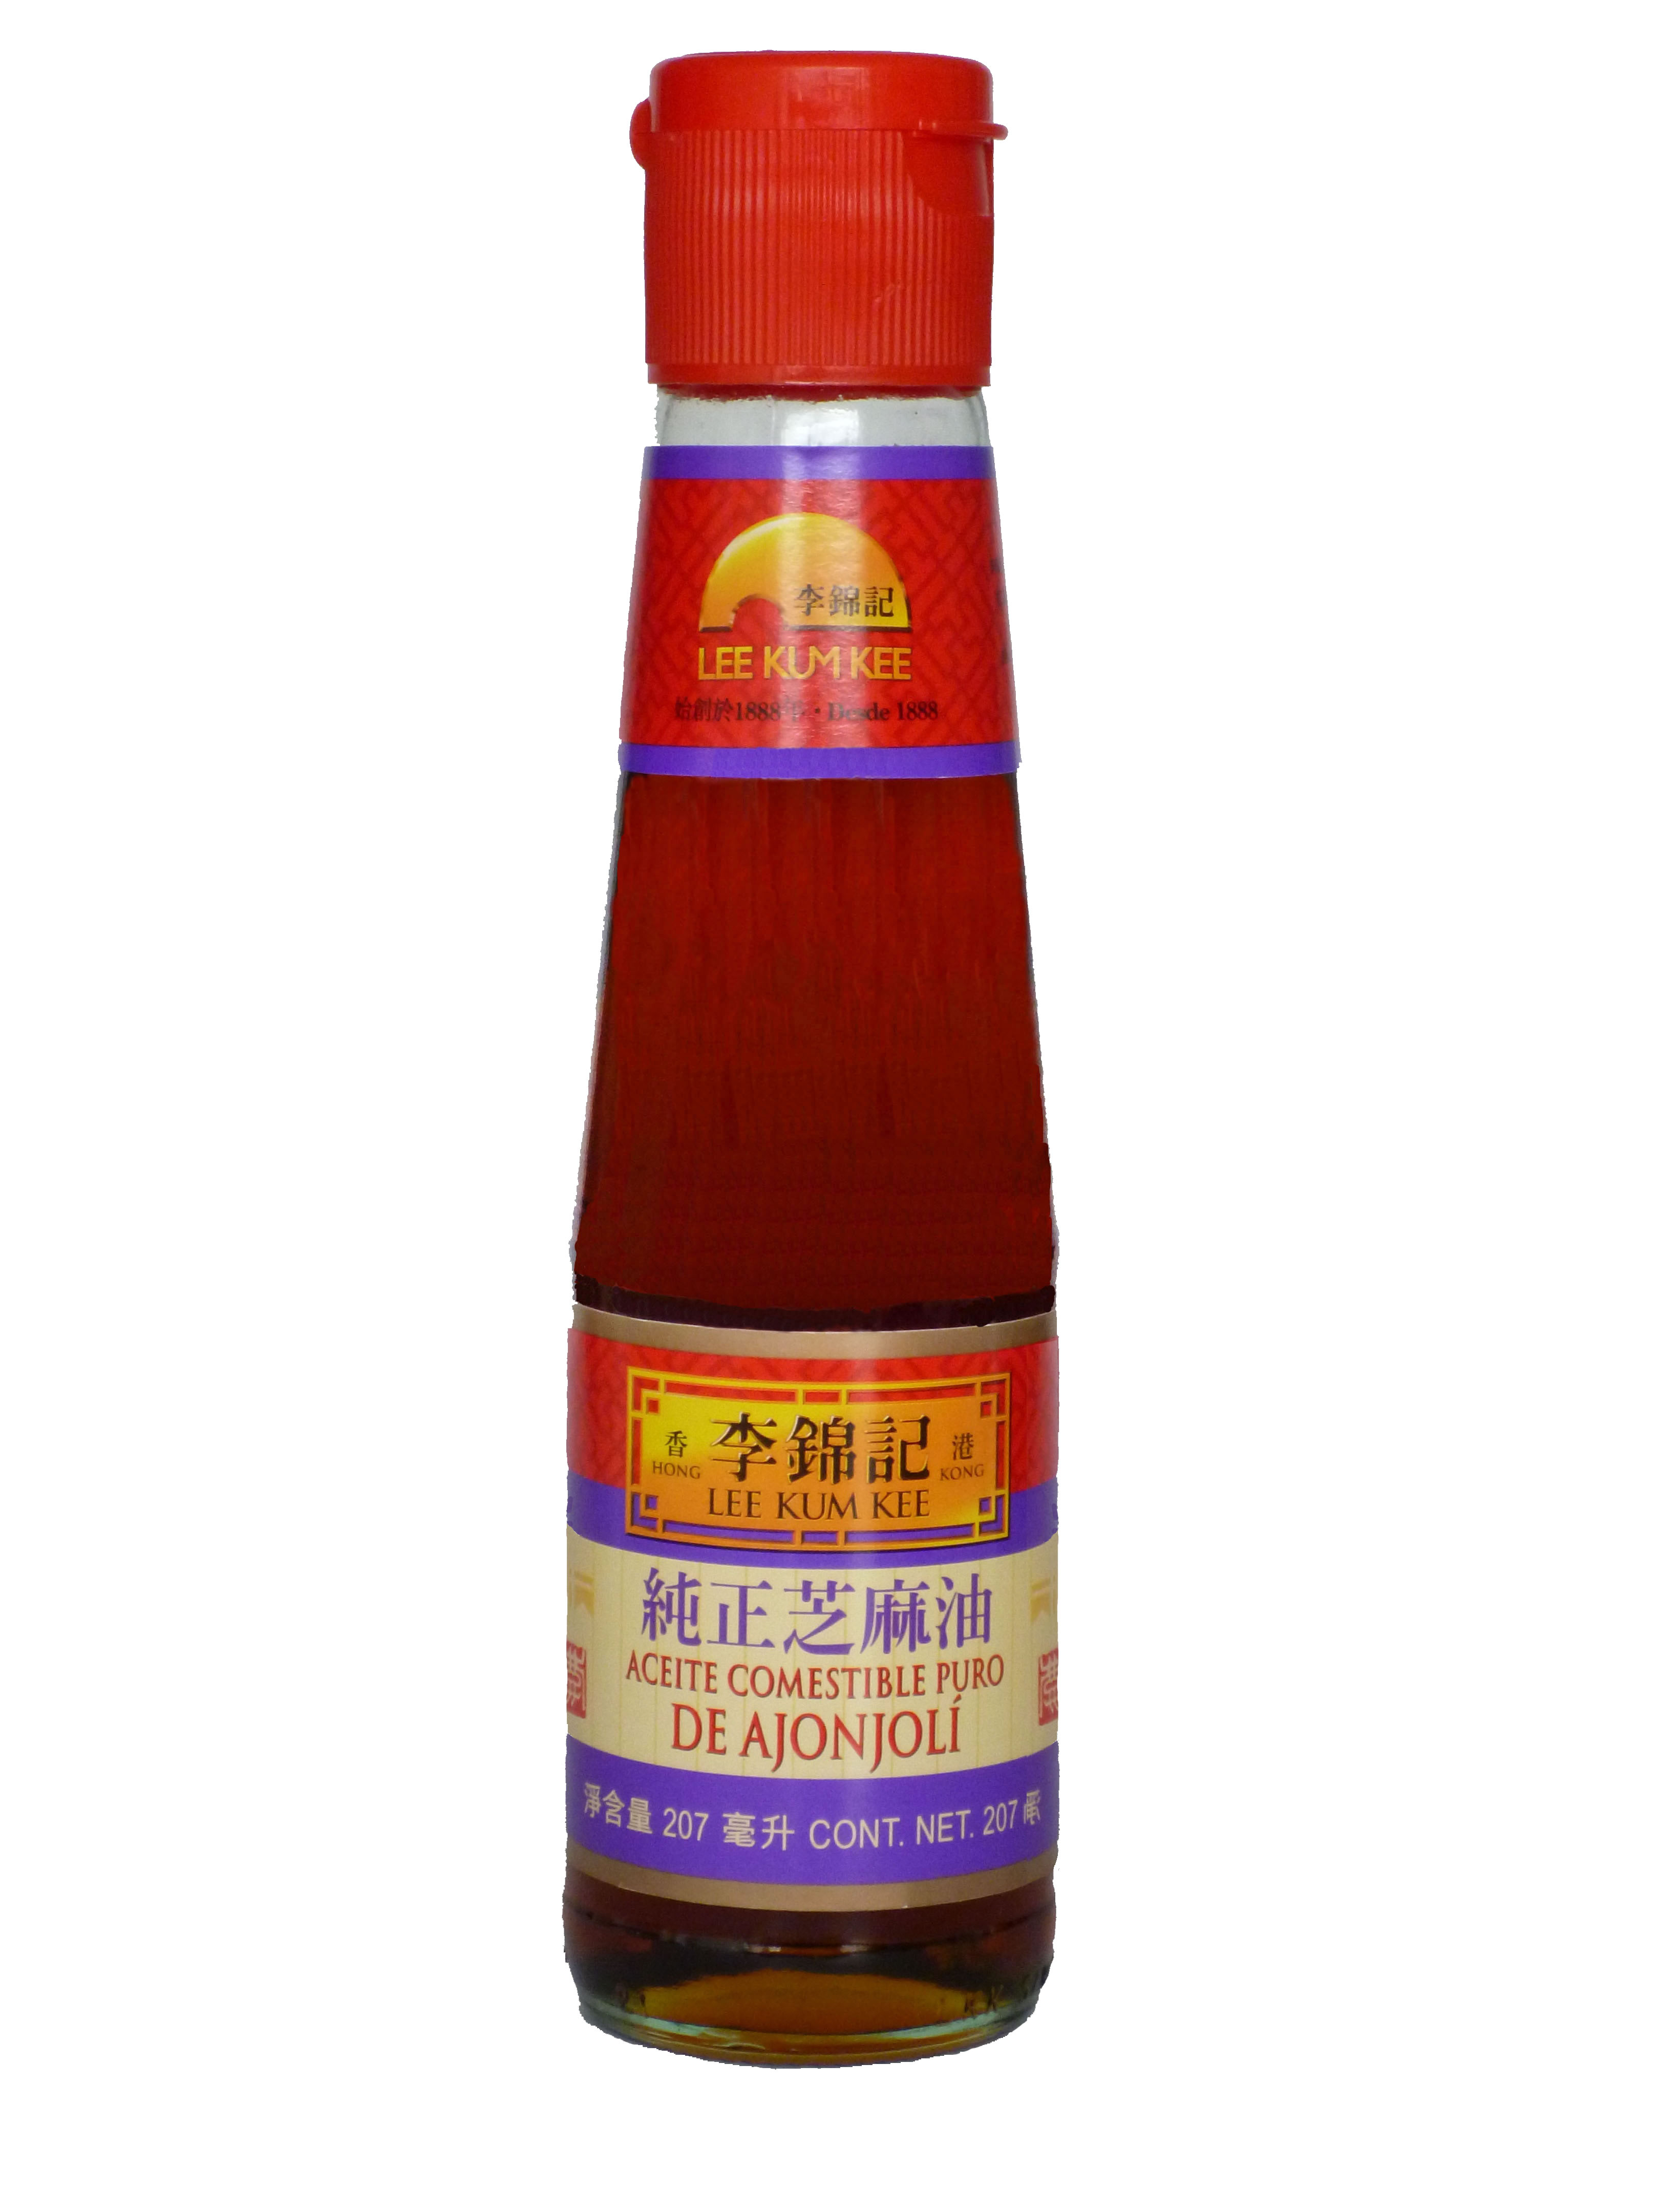 李錦記
LEE KUM KEE
始創於1888年・Desde 1888
香 李錦記 港
HONG KONG
LEE KUM KEE
純正芝麻油
ACEITE COMESTIBLE PURO
DE AJONJOLÍ
淨含量 207 毫升 CONT. NET. 207